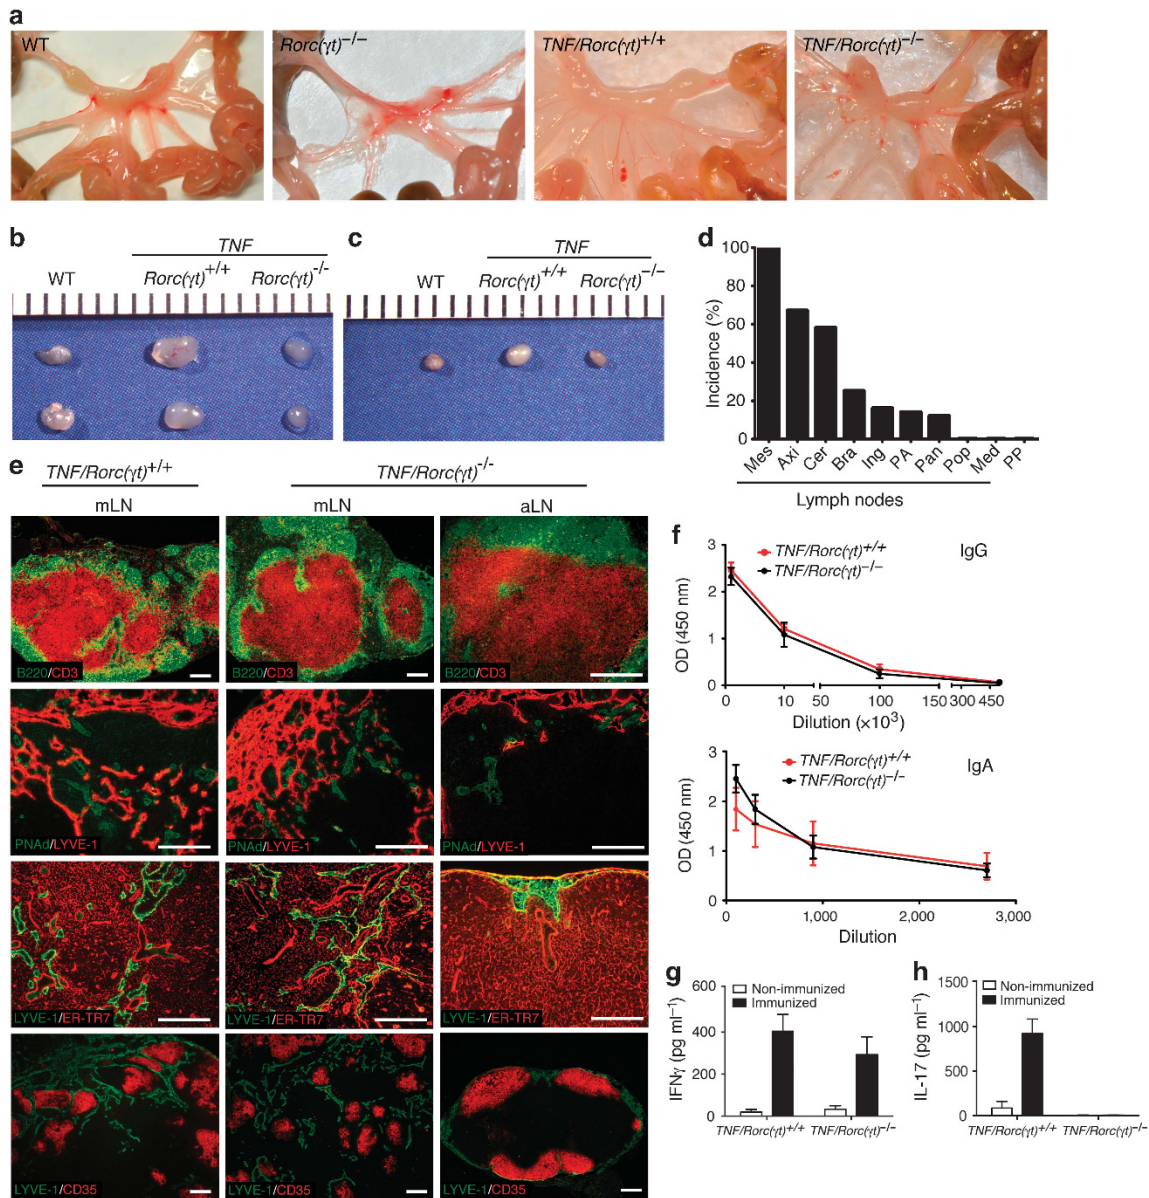 a
WT
Rorc(γt)−/−
TNF/Rorc(γt)+/+
TNF/Rorc(γt)−/−
b
TNF
WT
Rorc(γt)+/+
Rorc(γt)-/-
c
TNF
WT
Rorc(γt)+/+
Rorc(γt)−/−
d
Incidence (%)
100
80
60
40
20
0
Mes
Axi
Cer
Bra
Ing
PA
Pan
Pop
Med
PP
Lymph nodes
e
TNF/Rorc(γt)+/+
TNF/Rorc(γt)-/-
mLN
mLN
aLN
B220/CD3
B220/CD3
B220/CD3
PNAd/LYVE-1
PNAd/LYVE-1
PNAd/LYVE-1
LYVE-1/ER-TR7
LYVE-1/ER-TR7
LYVE-1/ER-TR7
LYVE-1/CD35
LYVE-1/CD35
LYVE-1/CD35
f
TNF/Rorc(γt)+/+
TNF/Rorc(γt)−/−
IgG
OD (450 nm)
3
2
1
0
0
10
50
100
150
300
450
Dilution (×10³)
TNF/Rorc(γt)+/+
TNF/Rorc(γt)−/−
IgA
OD (450 nm)
3
2
1
0
0
1,000
2,000
3,000
Dilution
g
Non-immunized
Immunized
IFNγ (pg ml−1)
600
400
200
0
TNF/Rorc(γt)+/+
TNF/Rorc(γt)−/−
h
Non-immunized
Immunized
IL-17 (pg ml−1)
1500
1000
500
0
TNF/Rorc(γt)+/+
TNF/Rorc(γt)−/−